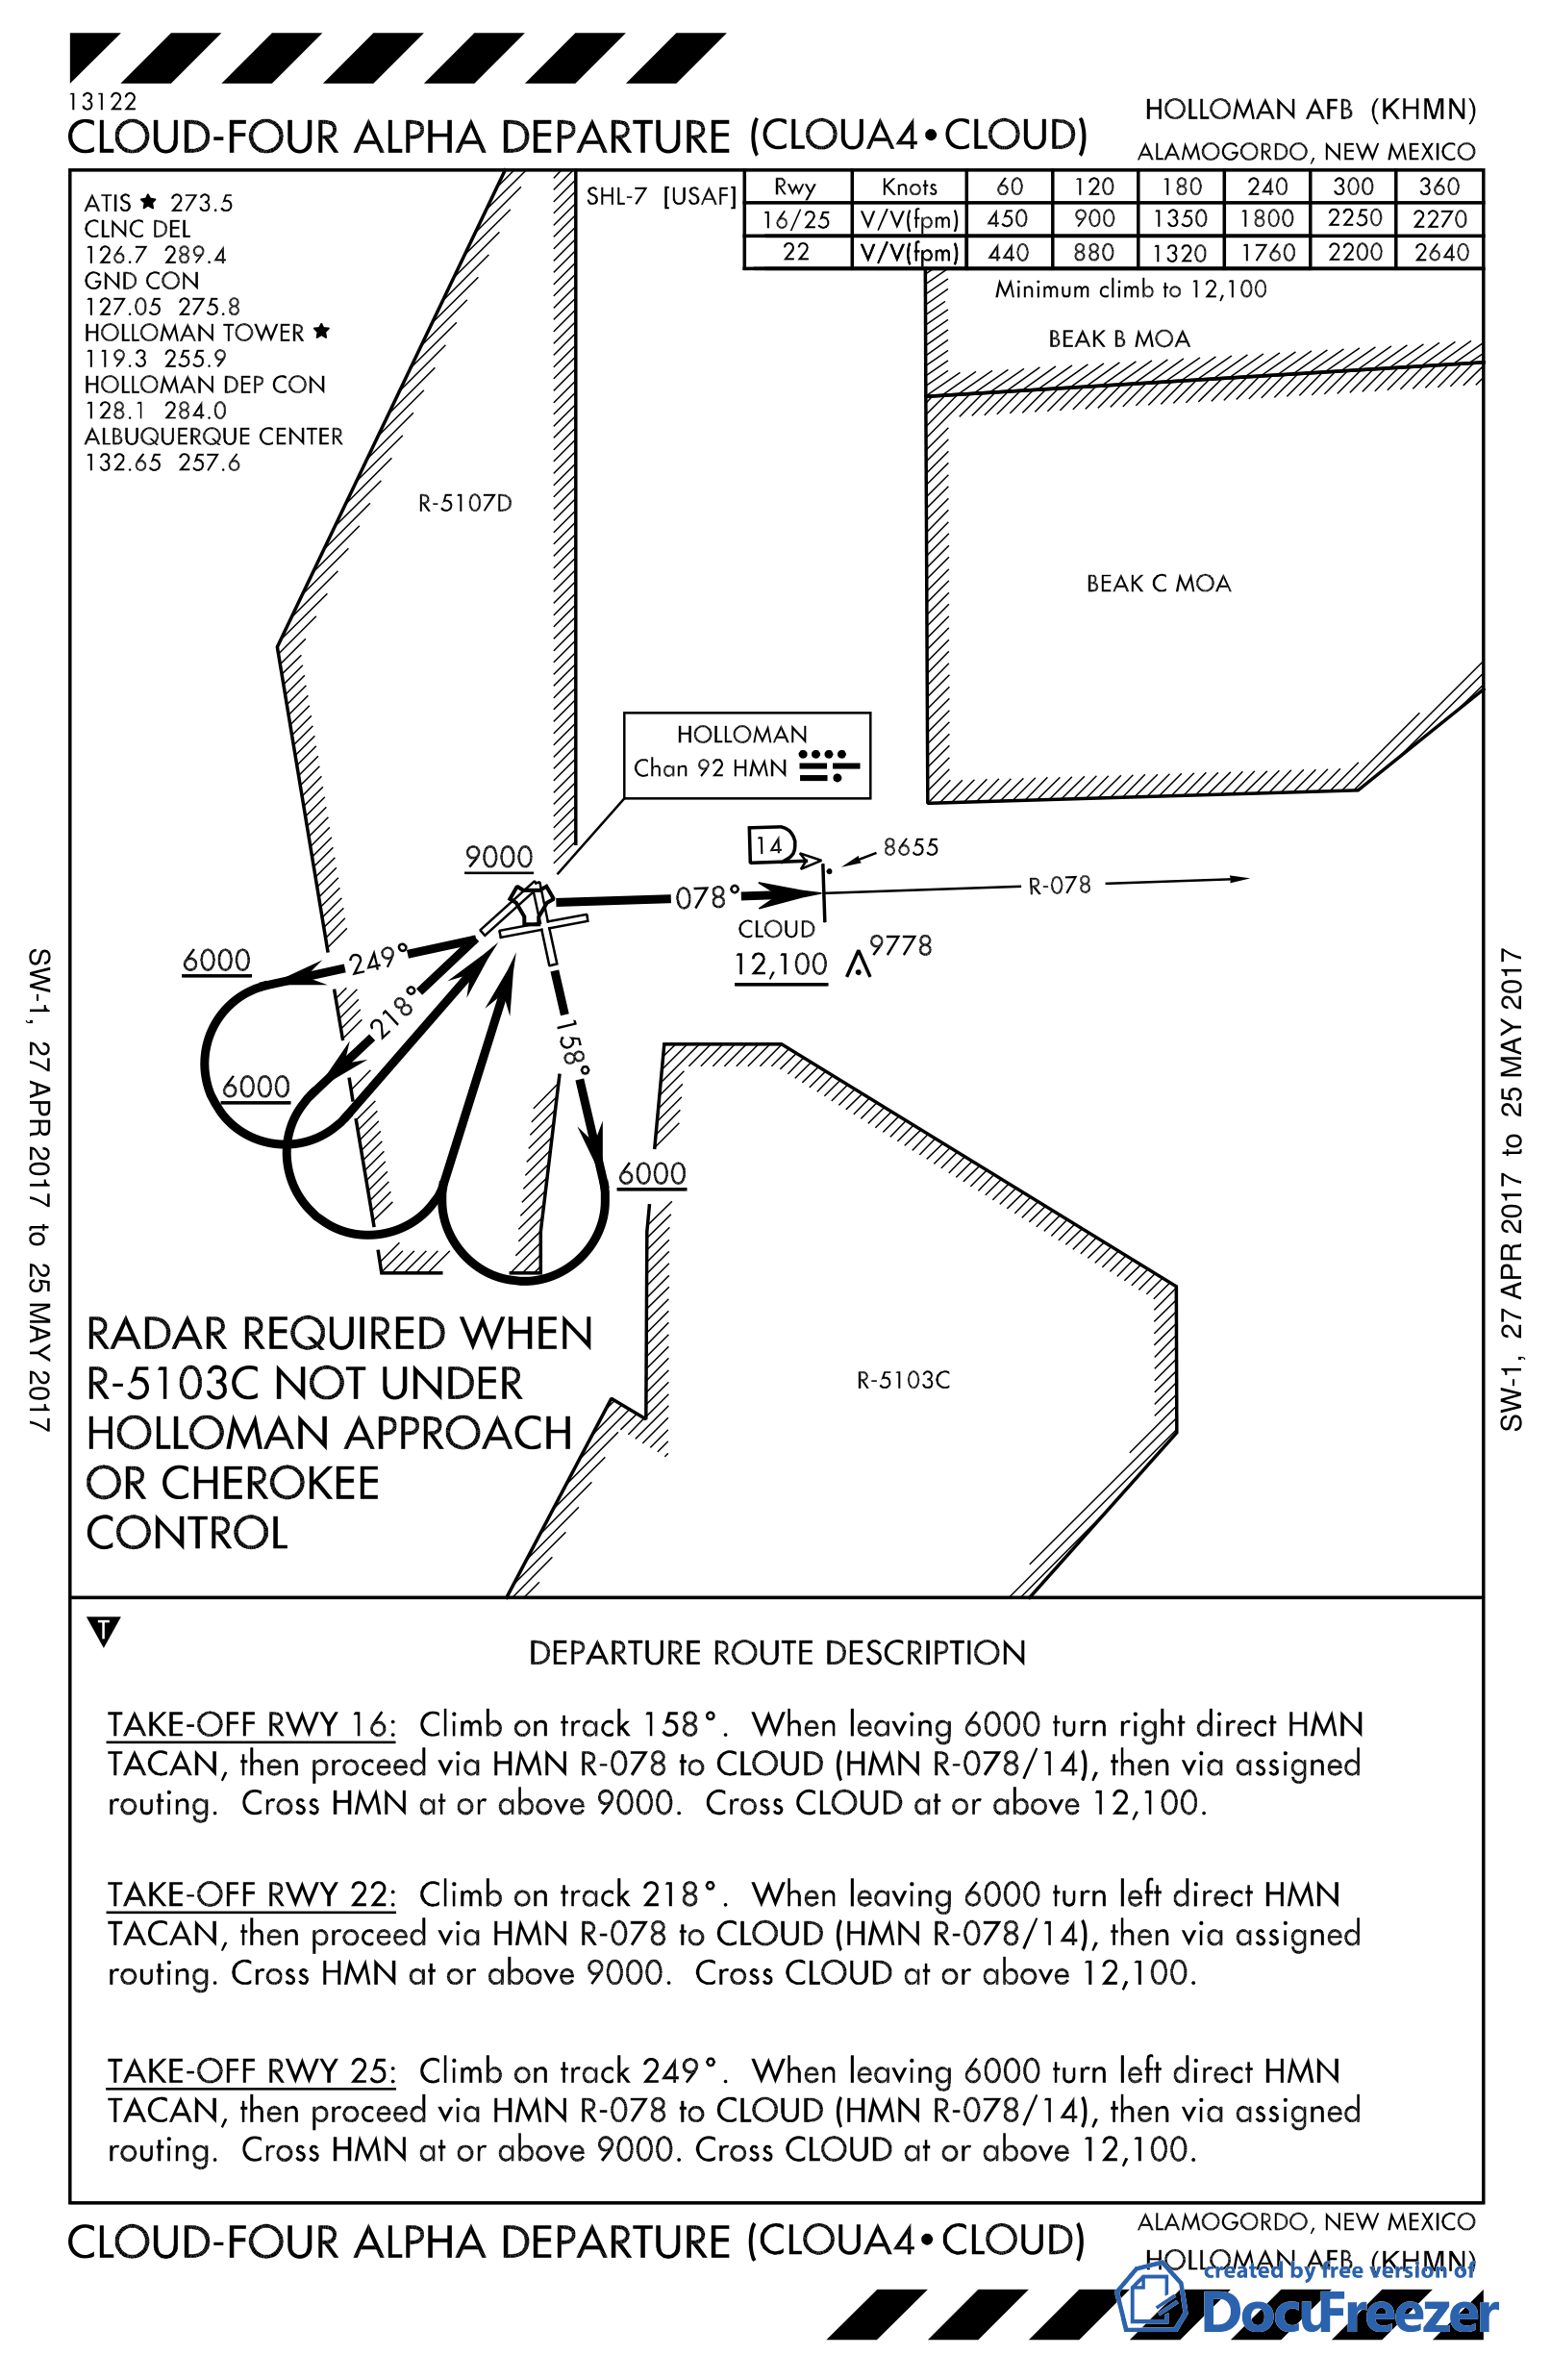 13122
CLOUD-FOUR ALPHA DEPARTURE (CLOUA4•CLOUD)
HOLLOMAN AFB (KHMN)
ALAMOGORDO, NEW MEXICO
ATIS ★ 273.5
CLNC DEL
126.7 289.4
GND CON
127.05 275.8
HOLLOMAN TOWER ★
119.3 255.9
HOLLOMAN DEP CON
128.1 284.0
ALBUQUERQUE CENTER
132.65 257.6
SHL-7 [USAF]
Rwy Knots 60 120 180 240 300 360
16/25 V/V(fpm) 450 900 1350 1800 2250 2270
22 V/V(fpm) 440 880 1320 1760 2200 2640
Minimum climb to 12,100
BEAK B MOA
R-5107D
BEAK C MOA
HOLLOMAN
Chan 92 HMN
9000
14
8655
078°
R-078
CLOUD
12,100
9778
6000
249°
218°
6000
158°
6000
R-5103C
RADAR REQUIRED WHEN
R-5103C NOT UNDER
HOLLOMAN APPROACH
OR CHEROKEE
CONTROL
SW-1, 27 APR 2017 to 25 MAY 2017
SW-1, 27 APR 2017 to 25 MAY 2017
T
DEPARTURE ROUTE DESCRIPTION
TAKE-OFF RWY 16: Climb on track 158°. When leaving 6000 turn right direct HMN
TACAN, then proceed via HMN R-078 to CLOUD (HMN R-078/14), then via assigned
routing. Cross HMN at or above 9000. Cross CLOUD at or above 12,100.
TAKE-OFF RWY 22: Climb on track 218°. When leaving 6000 turn left direct HMN
TACAN, then proceed via HMN R-078 to CLOUD (HMN R-078/14), then via assigned
routing. Cross HMN at or above 9000. Cross CLOUD at or above 12,100.
TAKE-OFF RWY 25: Climb on track 249°. When leaving 6000 turn left direct HMN
TACAN, then proceed via HMN R-078 to CLOUD (HMN R-078/14), then via assigned
routing. Cross HMN at or above 9000. Cross CLOUD at or above 12,100.
CLOUD-FOUR ALPHA DEPARTURE (CLOUA4•CLOUD)
ALAMOGORDO, NEW MEXICO
HOLLOMAN AFB (KHMN)
created by free version of
DocuFreezer